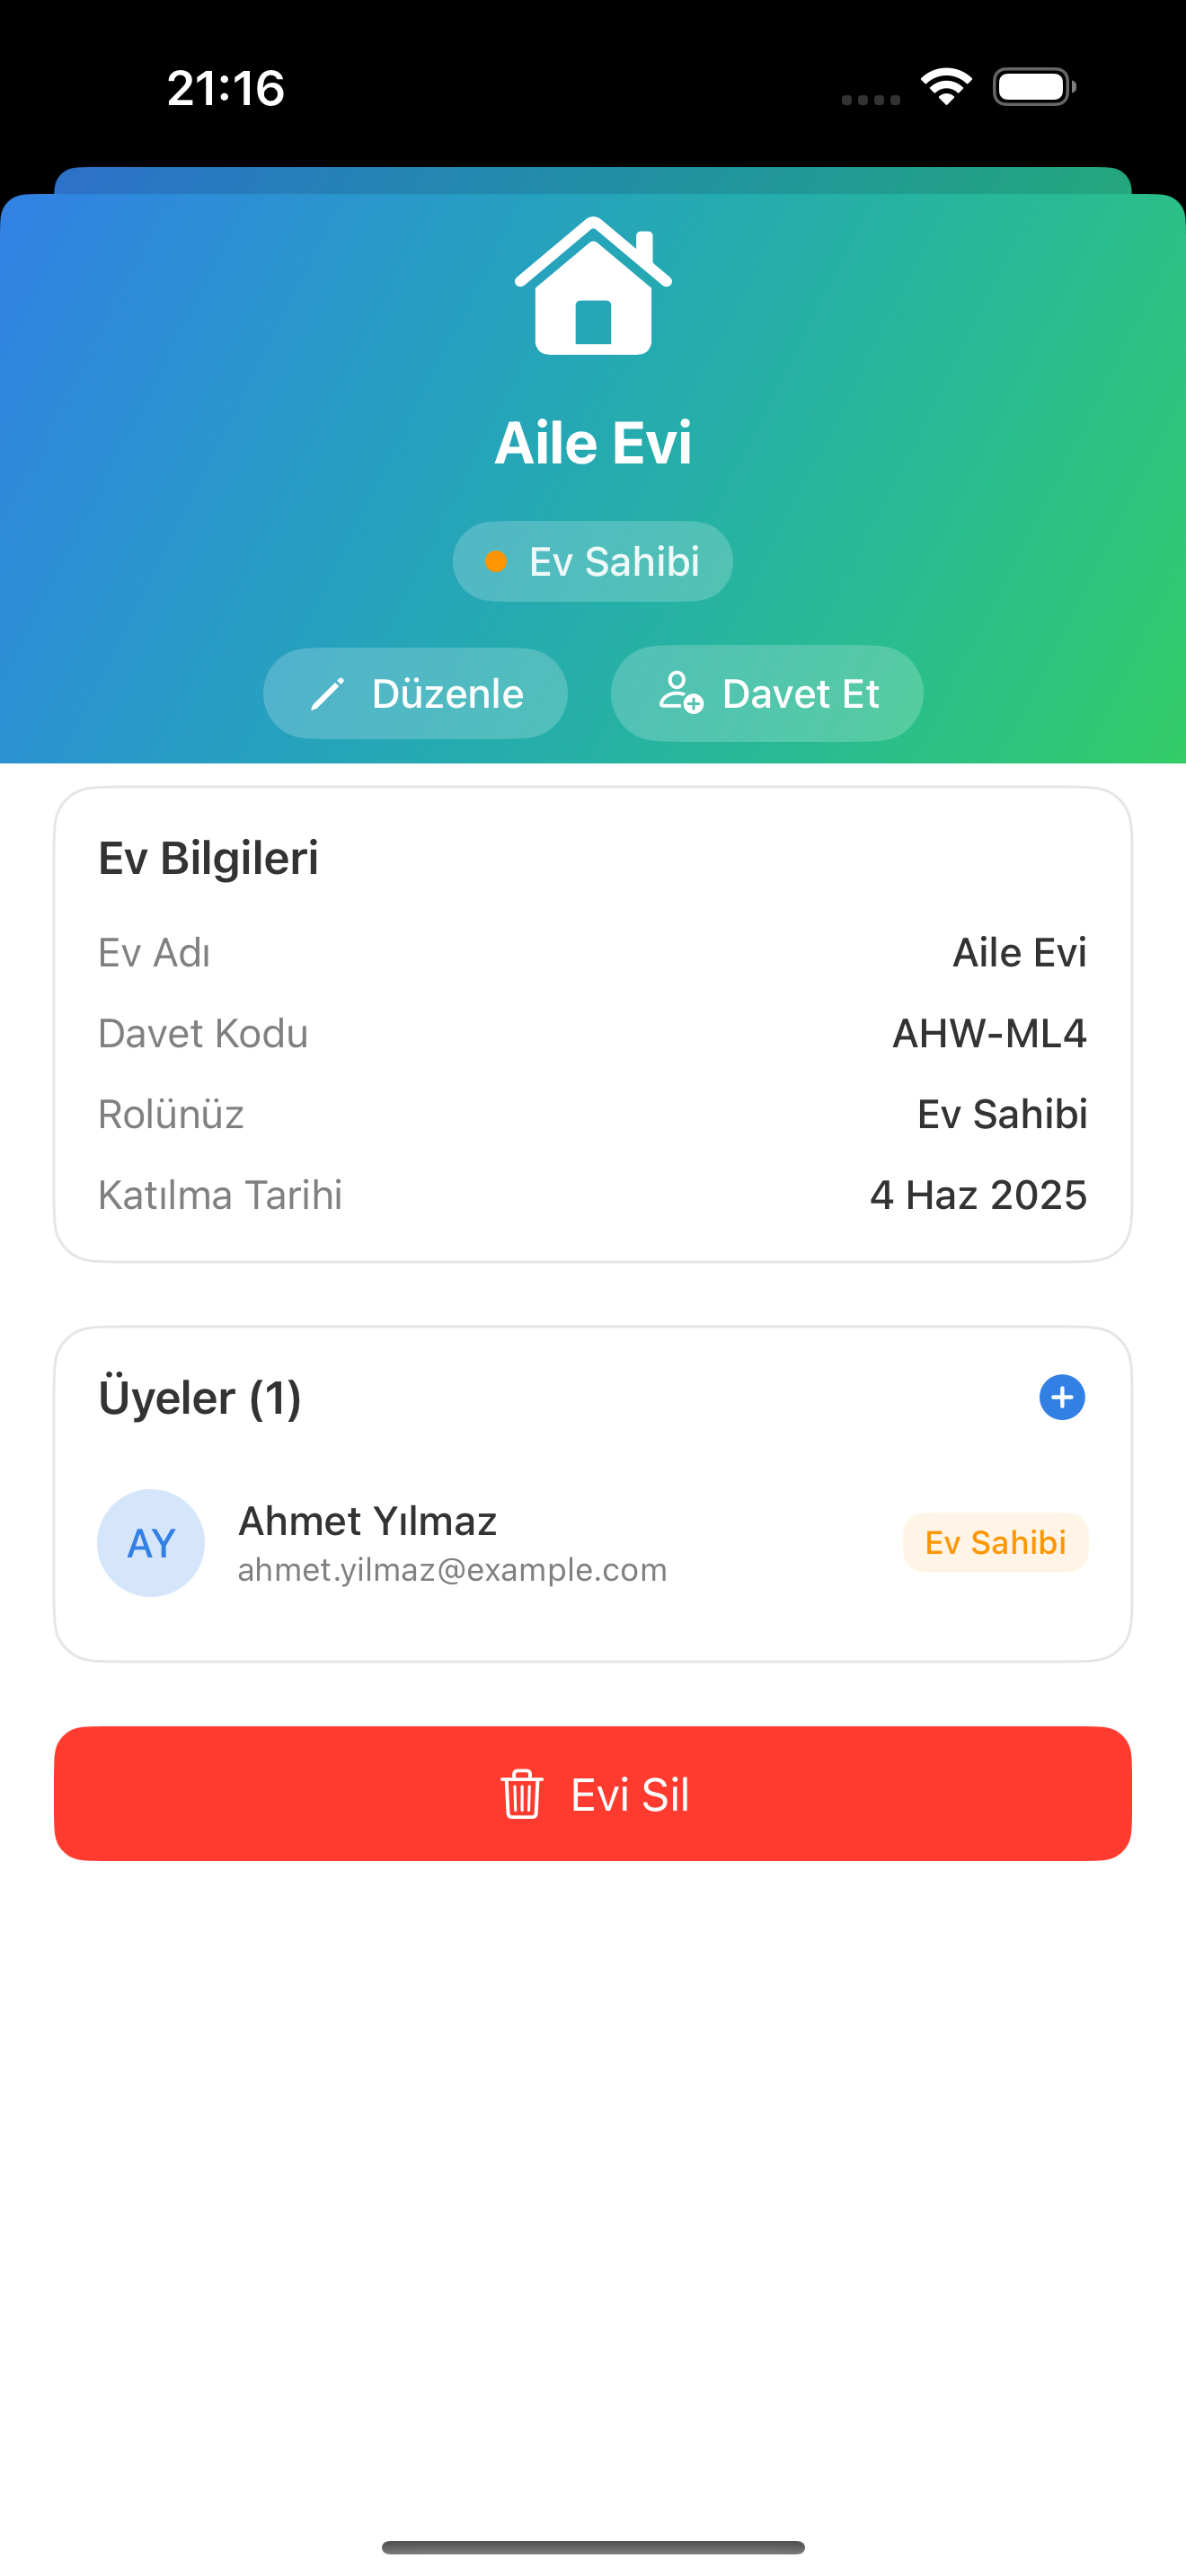 21:16
Aile Evi
Ev Sahibi
Düzenle
Davet Et
Ev Bilgileri
Ev Adı Aile Evi
Davet Kodu AHW-ML4
Rolünüz Ev Sahibi
Katılma Tarihi 4 Haz 2025
Üyeler (1)
AY
Ahmet Yılmaz
ahmet.yilmaz@example.com
Ev Sahibi
Evi Sil